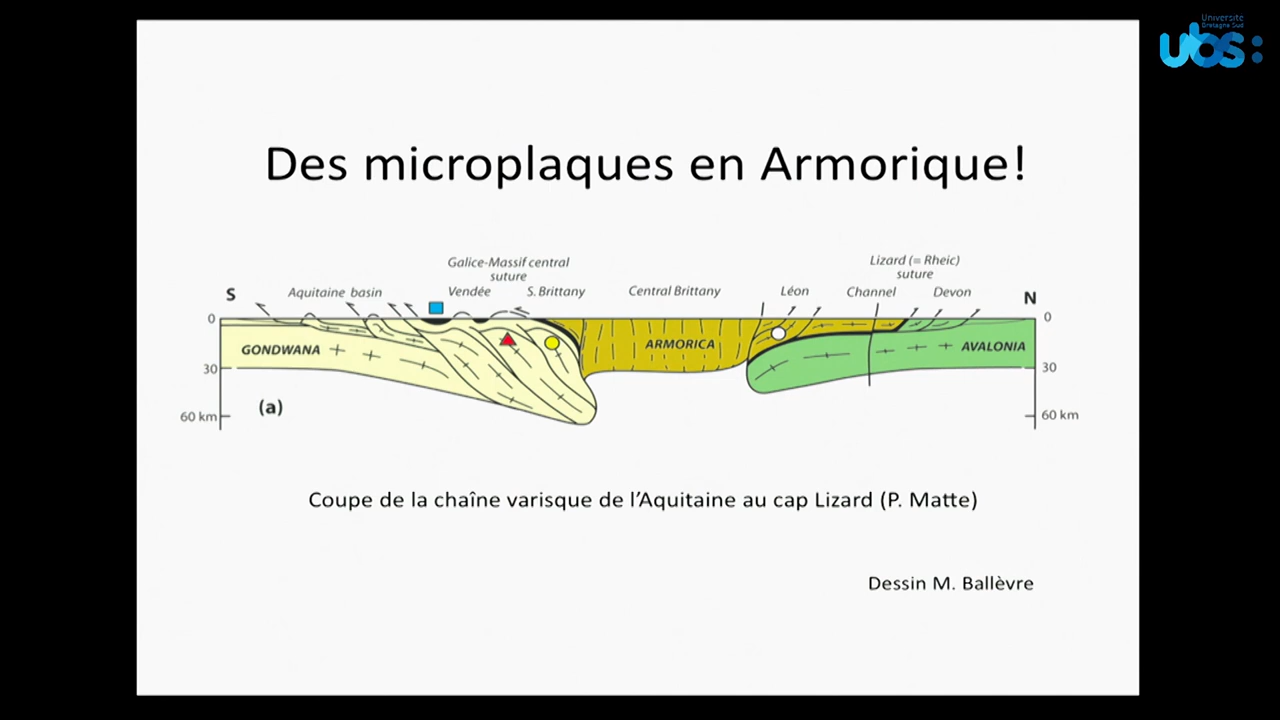 Université
Bretagne Sud
ubs:
Des microplaques en Armorique!
Galice-Massif central
suture
Lizard (= Rheic)
suture
S Aquitaine basin Vendée S. Brittany Central Brittany Léon Channel Devon N
0 0
GONDWANA ARMORICA AVALONIA
30 30
60 km (a) 60 km
Coupe de la chaîne varisque de l'Aquitaine au cap Lizard (P. Matte)
Dessin M. Ballèvre